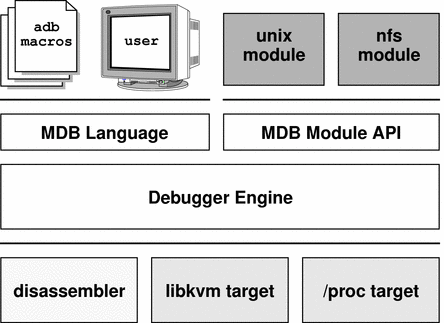 adb
macros
user
unix
module
nfs
module
MDB Language
MDB Module API
Debugger Engine
disassembler
libkvm target
/proc target